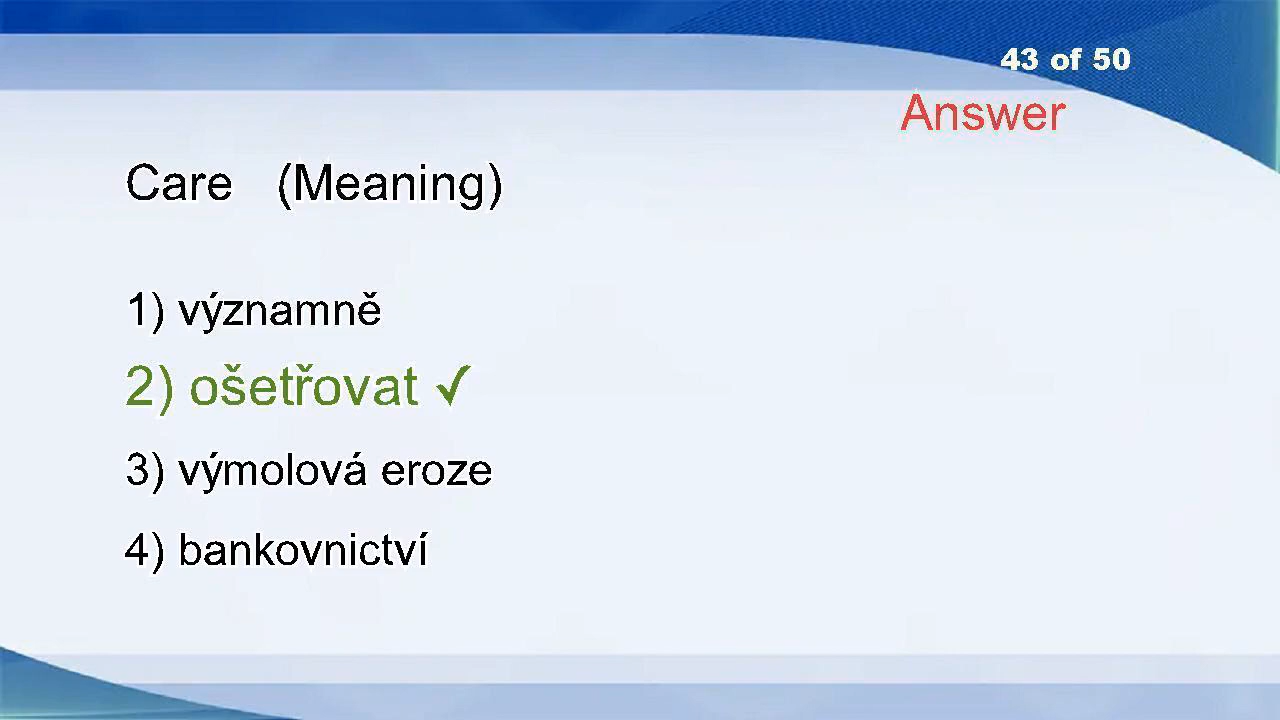 43 of 50
Answer
Care (Meaning)
1) významně
2) ošetřovat ✓
3) výmolová eroze
4) bankovnictví